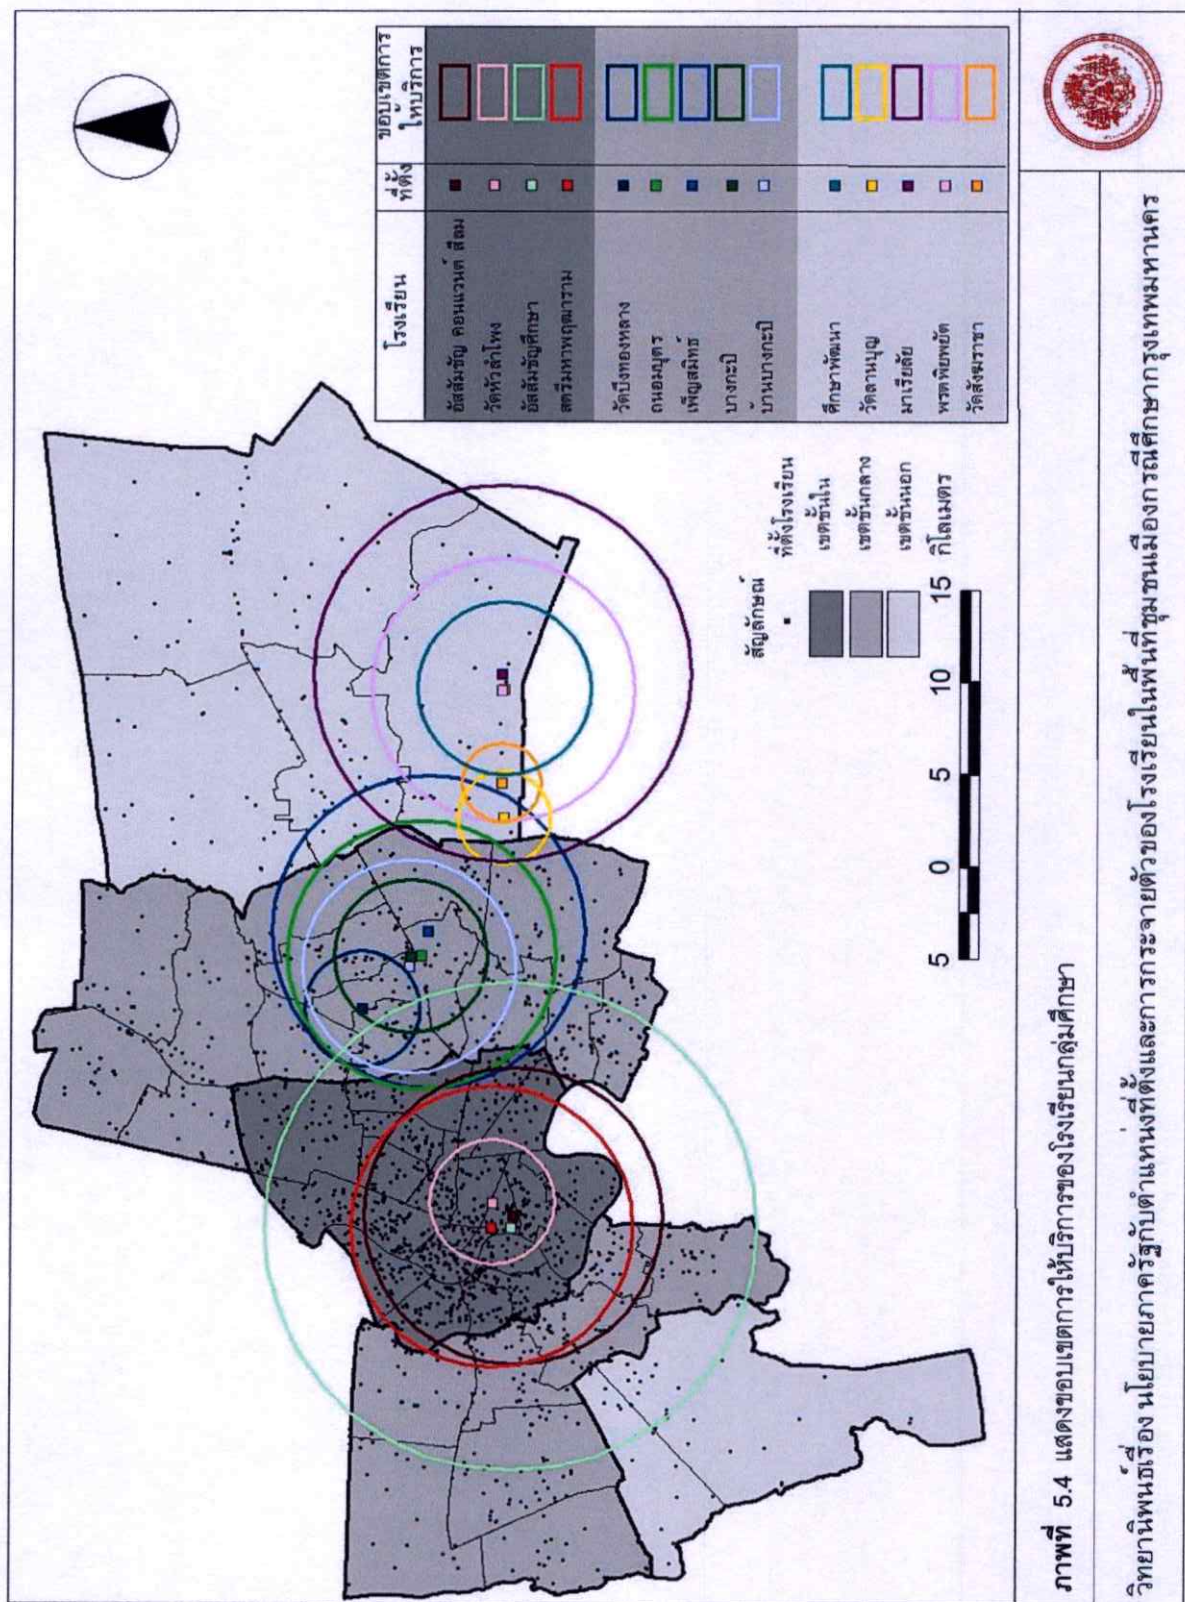 โรงเรียน
ที่ตั้ง
ขอบเขตการ
ให้บริการ
อัสสัมชัญ คอนแวนต์ สีลม
วัดหัวลำโพง
อัสสัมชัญศึกษา
สตรีมหาพฤฒาราม
วัดบึงทองหลาง
ถนอมบุตร
เพ็ญสมิทธ์
บางกะปิ
บ้านบางกะปิ
ศึกษาพัฒนา
วัดลานบุญ
มาเรียลัย
พรตพิทยพยัต
วัดสังฆราชา
สัญลักษณ์
ที่ตั้งโรงเรียน
เขตชั้นใน
เขตชั้นกลาง
เขตชั้นนอก
5 0 5 10 15 กิโลเมตร
ภาพที่ 5.4 แสดงขอบเขตการให้บริการของโรงเรียนกลุ่มศึกษา
วิทยานิพนธ์เรื่อง นโยบายภาครัฐกับตำแหน่งที่ตั้งและการกระจายตัวของโรงเรียนในพื้นที่ชุมชนเมืองกรณีศึกษากรุงเทพมหานคร